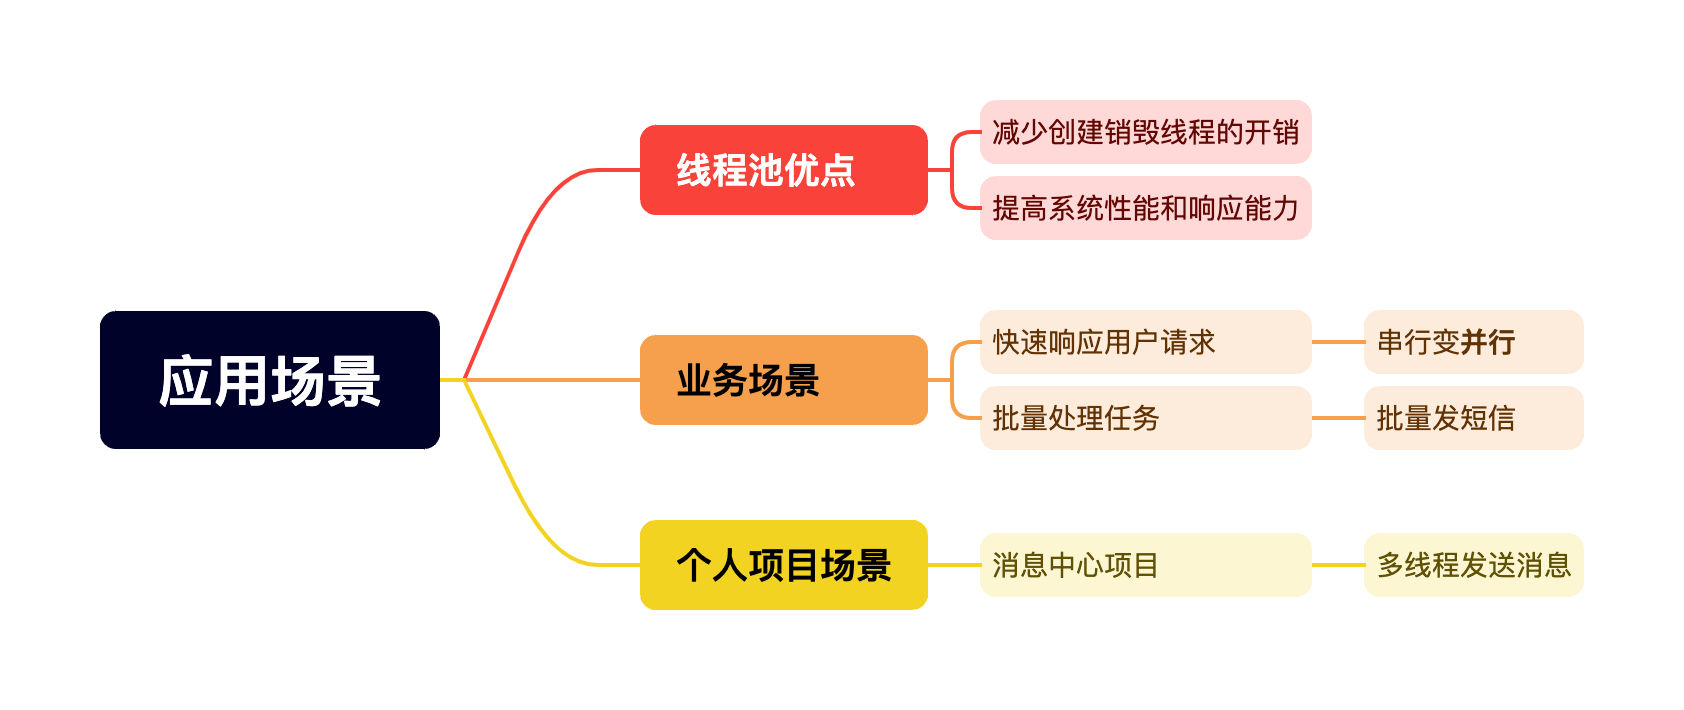 应用场景
线程池优点
减少创建销毁线程的开销
提高系统性能和响应能力
业务场景
快速响应用户请求
串行变并行
批量处理任务
批量发短信
个人项目场景
消息中心项目
多线程发送消息